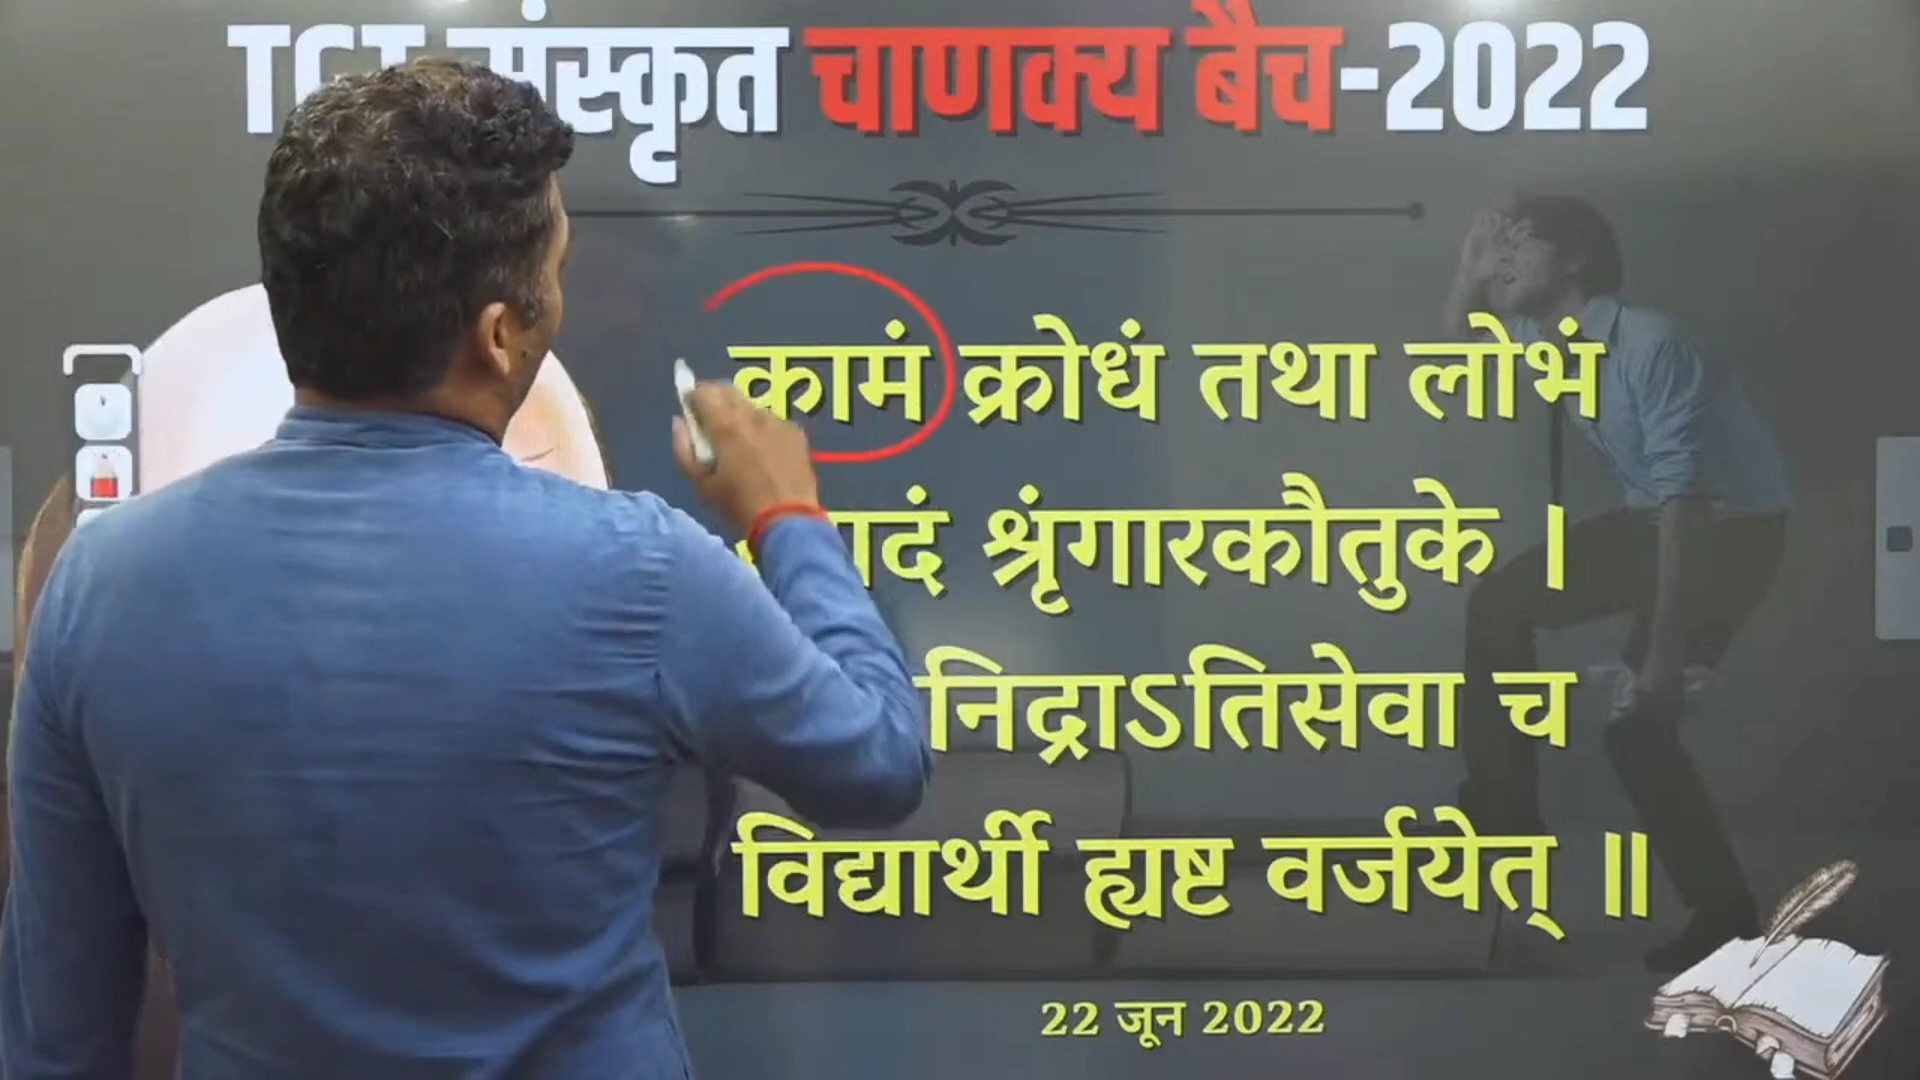 संस्कृत चाणक्य बैच-2022
कामं क्रोधं तथा लोभं
श्रृंगारकौतुके ।
निद्राऽतिसेवा च
विद्यार्थी ह्यष्ट वर्जयेत् ॥
22 जून 2022